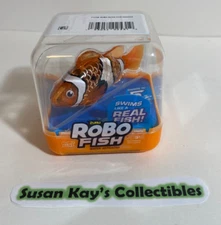 SWIMS
LIKE A
REAL
FISH!
ROBO
FISH
Susan Kay's Collectibles